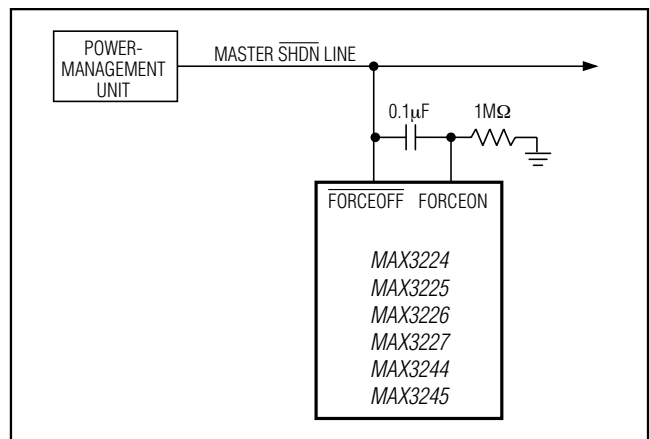 POWER-
MANAGEMENT
UNIT
MASTER SHDN LINE
0.1μF
1MΩ
FORCEOFF FORCEON
MAX3224
MAX3225
MAX3226
MAX3227
MAX3244
MAX3245